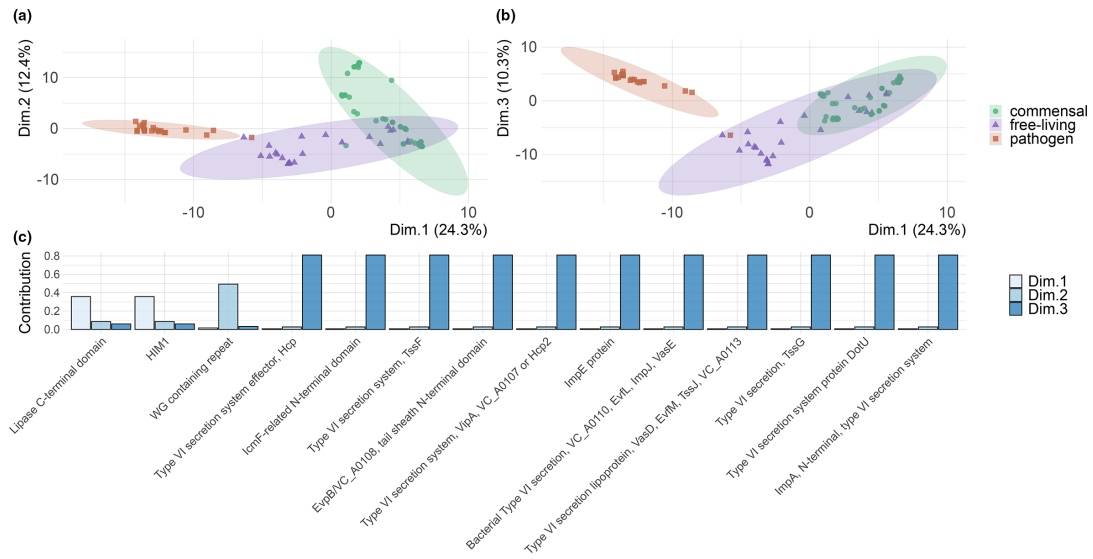 (a)
Dim.2 (12.4%)
10
0
-10
-10
0
10
Dim.1 (24.3%)
(b)
Dim.3 (10.3%)
10
0
-10
-10
0
10
Dim.1 (24.3%)
commensal
free-living
pathogen
(c)
Contribution
0.8
0.6
0.4
0.2
0.0
Lipase C-terminal domain
HIM1
WG containing repeat
Type VI secretion system effector, Hcp
IcmF-related N-terminal domain
Type VI secretion system, TssF
EvpB/VC_A0108, tail sheath N-terminal domain
Type VI secretion system, VipA, VC_A0107 or Hcp2
ImpE protein
Bacterial Type VI secretion, VC_A0110, EvfL, ImpJ, VasE
Type VI secretion lipoprotein, VasD, EvfM, TssJ, VC_A0113
Type VI secretion, TssG
Type VI secretion system protein DotU
ImpA, N-terminal, type VI secretion system
Dim.1
Dim.2
Dim.3